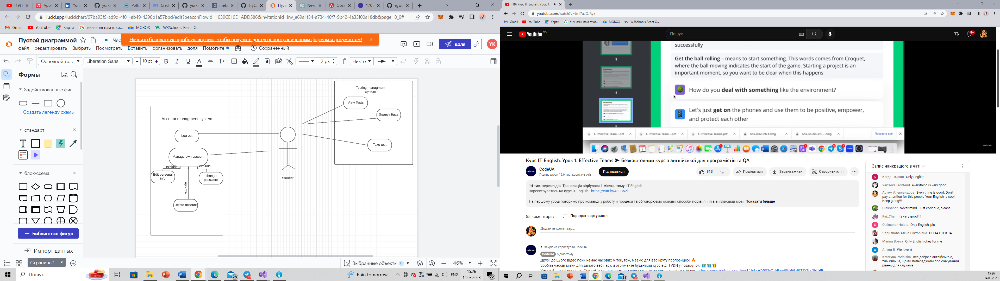 (19)
Appl
Yurii
yurki
Pollin
Cred
yurki
meta
TryCa
Пуст
New
Opra
170
rgwo
lucid.app/lucidchart/07ba93f9-ad9d-4f01-ab49-4298b1a57bbd/edit?beaconFlowId=1039CE19D1ADD586&invitationId=inv_e69a1f34-a734-40f7-9b42-4a33f00a18db&page=0_0#
Gmail
YouTube
Карти
визначні пам ятки...
MOBOX
W3Schools React Q...
Пустой диаграммой
Чер
Начните бесплатную пробную версию, чтобы получить доступ к неограниченным формам и документам!
файл
редактировать
Выбрать
Посмотреть
Вставить
организовать
доля
Помогите
Сохраненный
доля
YK
Основной те...
Liberation Sans
10 pt
B
I
U
A
T
2 px
Никто
Формы
Задействованные фиг...
Создать легенду схемы
стандарт
T
блок-схема
Библиотека фигур
Импорт данных
Account managment system
Log out
Manage own account
exclude
exclude
Edit personal
info
change
password
exclude
Delete account
Student
Testing managment
system
View Tests
Search Tests
Take test
Страница 1
Выбранные объекты 0
46%
Пошук
28
Rain tomorrow
ENG
15:26
14.03.2023
22
(19) Курс IT English. Урок 1.
youtube.com/watch?v=Je17azQJRyk
Gmail
YouTube
Карти
визначні пам ятки...
MOBOX
W3Schools React Q...
YouTube
UA
Пошук
9+
successfully
Get the ball rolling – means to start something. This words comes from Croquet,
where the ball moving indicates the start of the game. Starting a project is an
important moment, so you want to be clear when this happens
How do you deal with something like the environment?
Let's just get on the phones and use them to be positive, empower,
and protect each other
3
4
5
1. Effective Team....pdf
1. Effective Team....pdf
1. Effective Teams.pdf
obs-mac-26.1.dmg
obs-studio-28.....dmg
Показать все
7
zoom
code·ua
Курс IT English. Урок 1. Effective Teams ➤ Безкоштовний курс з англійської для програмістів та QA
CodeUA
Підписалося 19,6 тис. користувачів
Підписатися
813
Поділитися
Завантажити
Створити кліп
14 тис. переглядів Трансляція відбулася 1 місяць тому IT English
Зареєструватись на курс IT English - https://cutt.ly/43FBN6l
На першому уроці говоримо про командну роботу й процеси та обговорюємо основні способи порівняння в англійській мові Показати більше
55 коментарів
Порядок сортування
Додайте коментар...
Закріпив користувач CodeUA
CodeUA 6 днів тому
Друзі, до цього відео поки немає часових міток, тож, маємо для вас круту пропозицію! 🔥
Зробіть часові мітки для даного вебінару, й отримайте будь-який курс від ITVDN у подарунок! 🎁🎁🎁
Запис найкращого в чаті
Богдан Юраш Only English
Yartseva Frontend everything is very good
Артем Александров Everything is good. Don't
pay attention for this people Your English is cool.
Keep going!!!
Oleksandr Never mind. Just continue, please
Rei_Chan its very good!!!!
Oleksandr Haleta Only English, pls
Чернякова Аліна Вікторівна ВОНА ВТЕКЛА
Marina Boeva Only English okey for me
Антон Б We love!))
Kateryna Podolska Все добре з англійською,
тим більше, що ви попереджали про очікуваний
рівень для слухачів
28
15:26
14.03.2023